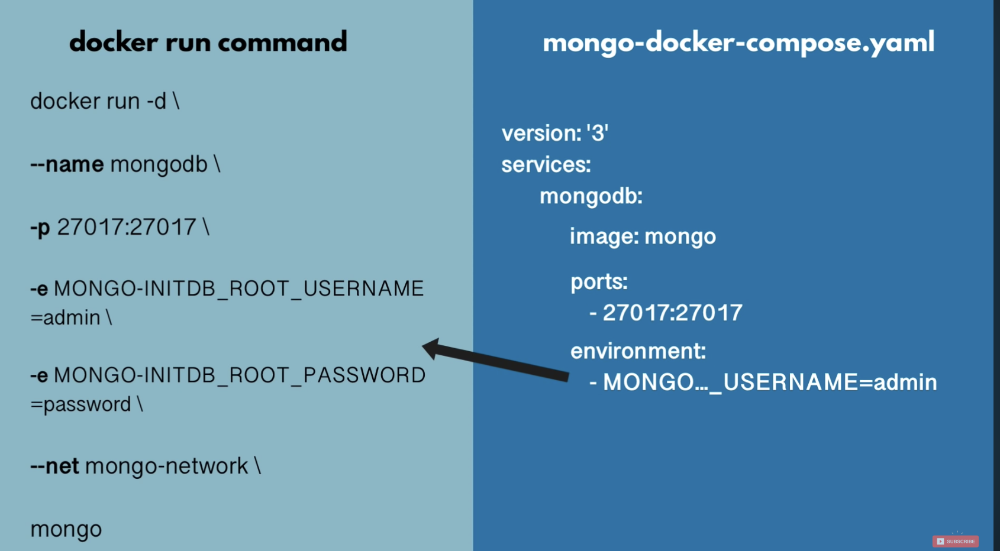 docker run command
docker run -d \
--name mongodb \
-p 27017:27017 \
-e MONGO-INITDB_ROOT_USERNAME
=admin \
-e MONGO-INITDB_ROOT_PASSWORD
=password \
--net mongo-network \
mongo
mongo-docker-compose.yaml
version: '3'
services:
mongodb:
image: mongo
ports:
- 27017:27017
environment:
- MONGO..._USERNAME=admin
SUBSCRIBE